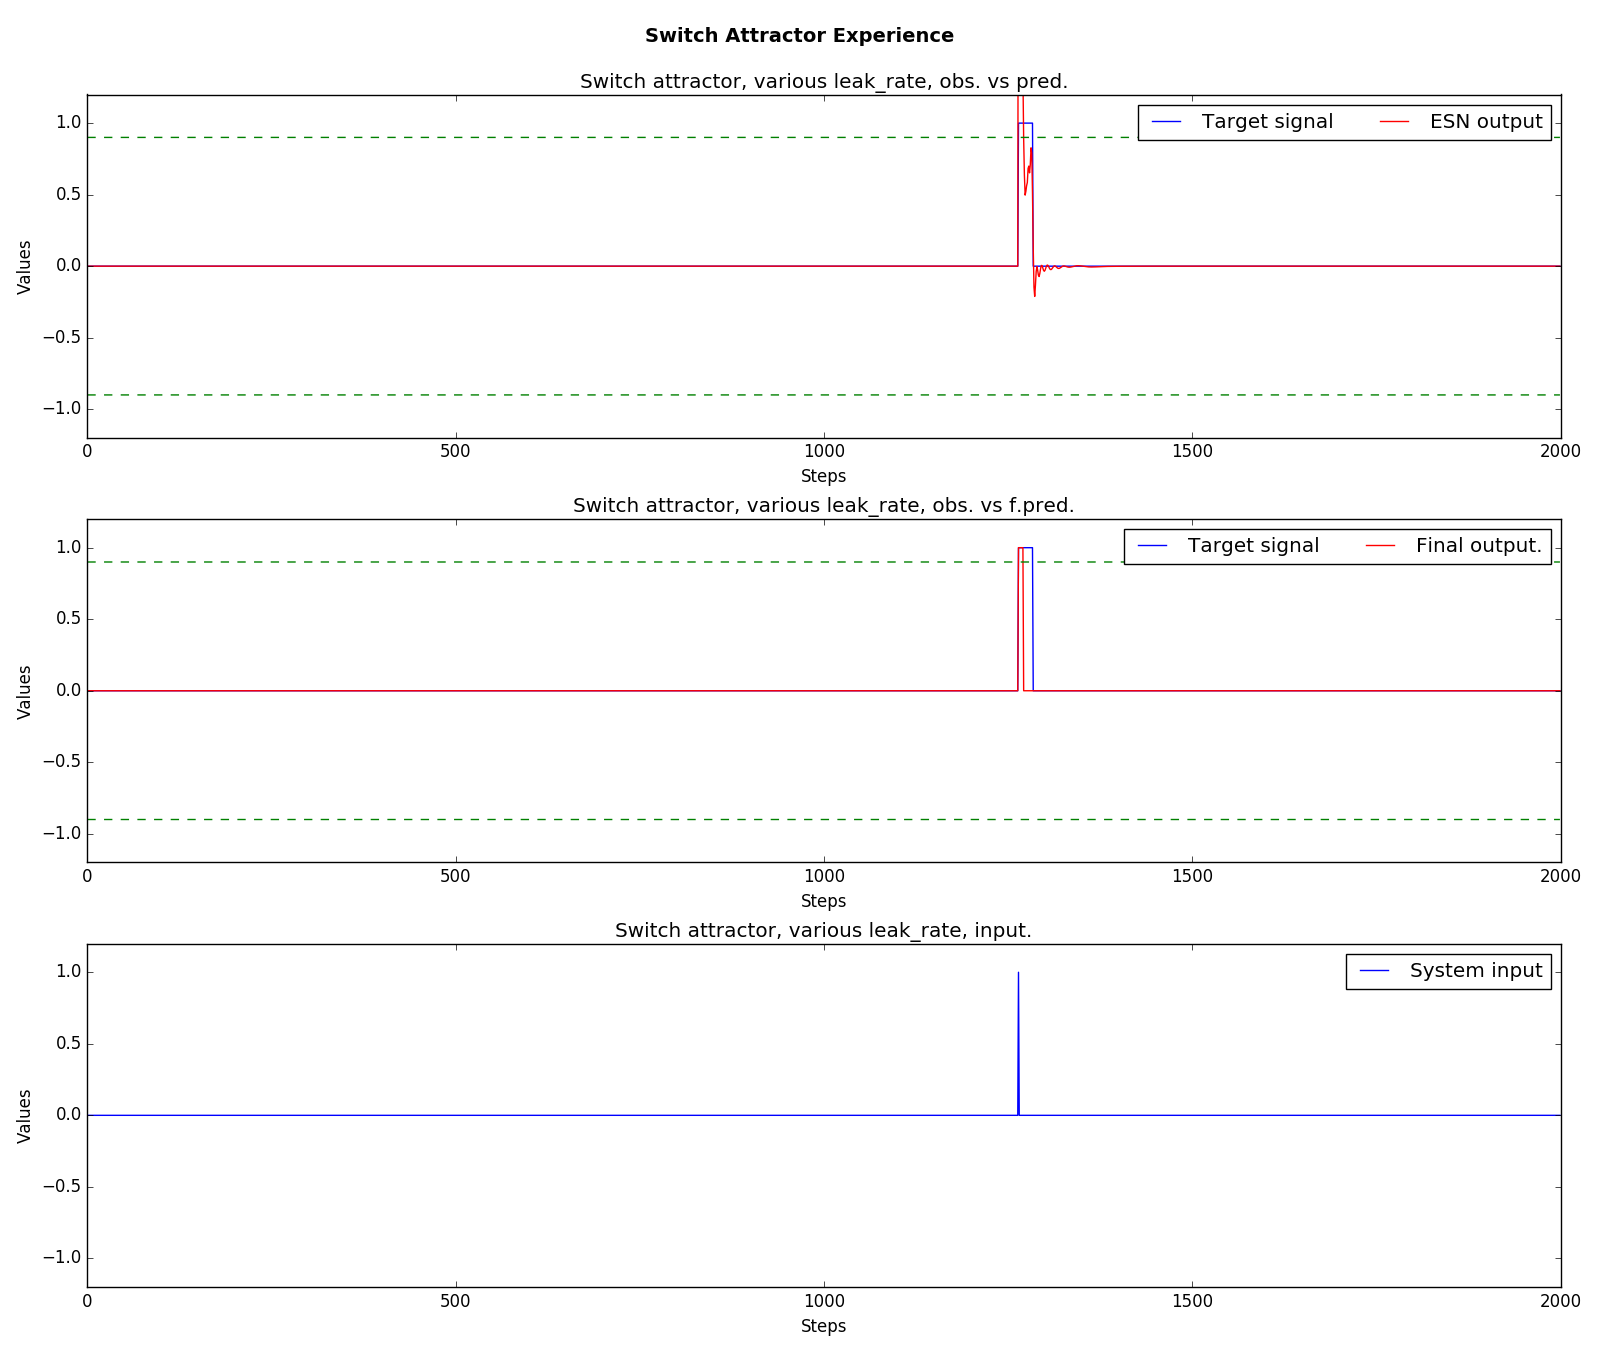 Switch Attractor Experience
Switch attractor, various leak_rate, obs. vs pred.
Target signal ESN output
1.0
0.5
0.0
−0.5
−1.0
Values
0 500 1000 1500 2000
Steps
Switch attractor, various leak_rate, obs. vs f.pred.
Target signal Final output.
1.0
0.5
0.0
−0.5
−1.0
Values
0 500 1000 1500 2000
Steps
Switch attractor, various leak_rate, input.
System input
1.0
0.5
0.0
−0.5
−1.0
Values
0 500 1000 1500 2000
Steps